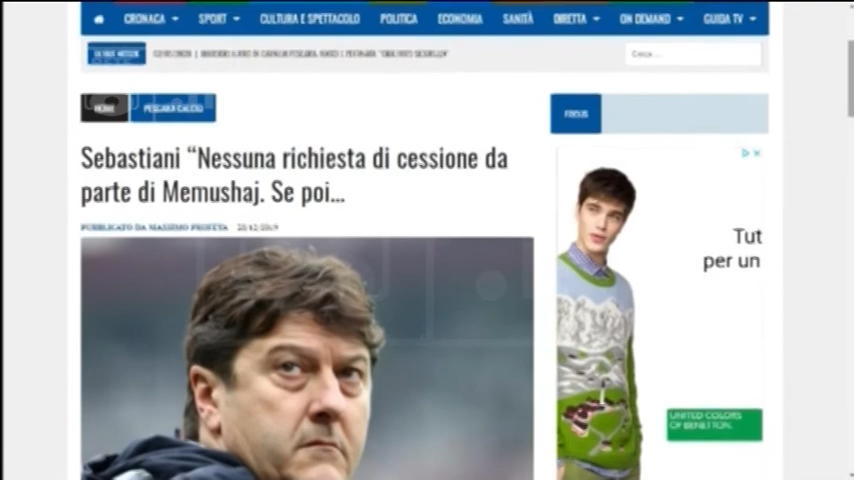 CRONACA SPORT CULTURA E SPETTACOLO POLITICA ECONOMIA SANITÀ DIRETTA ON DEMAND GUIDA TV
Cerca ...
HOME PESCARA CALCIO
FOCUS
Sebastiani “Nessuna richiesta di cessione da
parte di Memushaj. Se poi...
PUBBLICATO DA MASSIMO PROFETA
Tut
per un
UNITED COLORS
OF BENETTON.